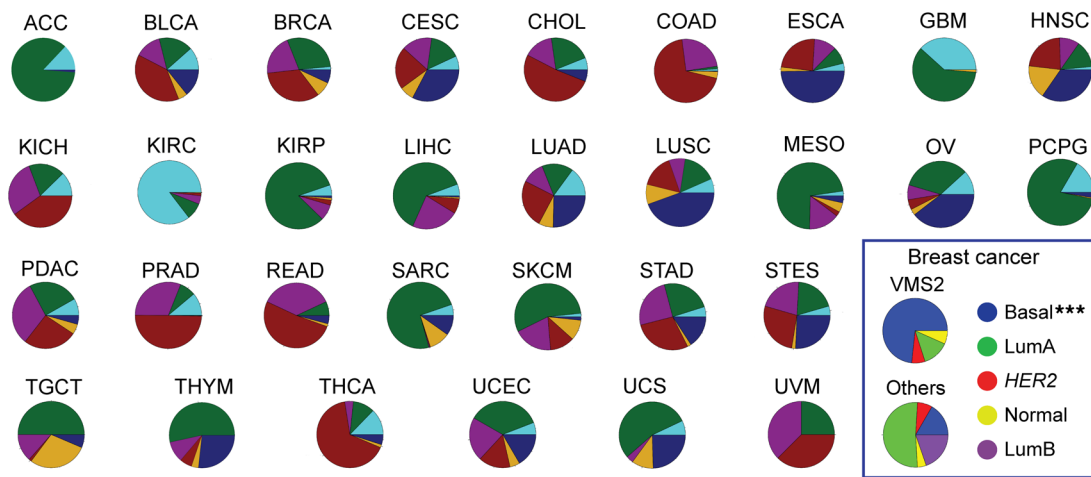 ACC BLCA BRCA CESC CHOL COAD ESCA GBM HNSC
KICH KIRC KIRP LIHC LUAD LUSC MESO OV PCPG
PDAC PRAD READ SARC SKCM STAD STES
TGCT THYM THCA UCEC UCS UVM
Breast cancer
VMS2
Others
Basal***
LumA
HER2
Normal
LumB